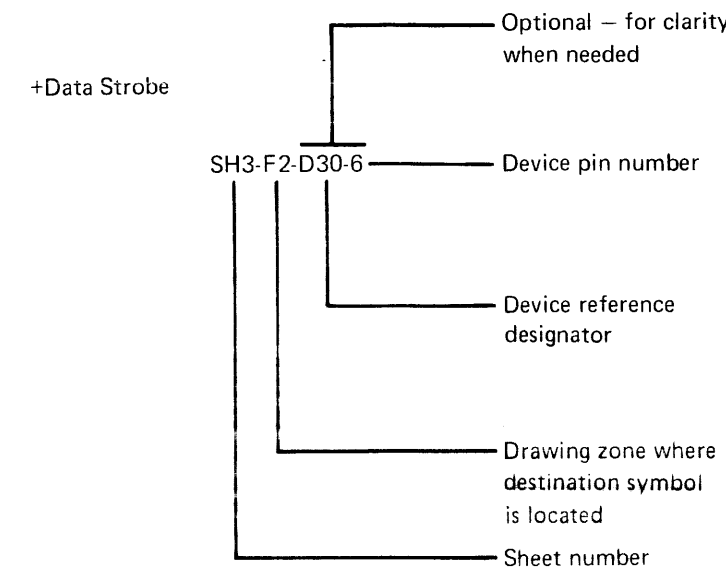 Optional – for clarity
when needed
+Data Strobe
SH3-F2-D30-6
Device pin number
Device reference
designator
Drawing zone where
destination symbol
is located
Sheet number